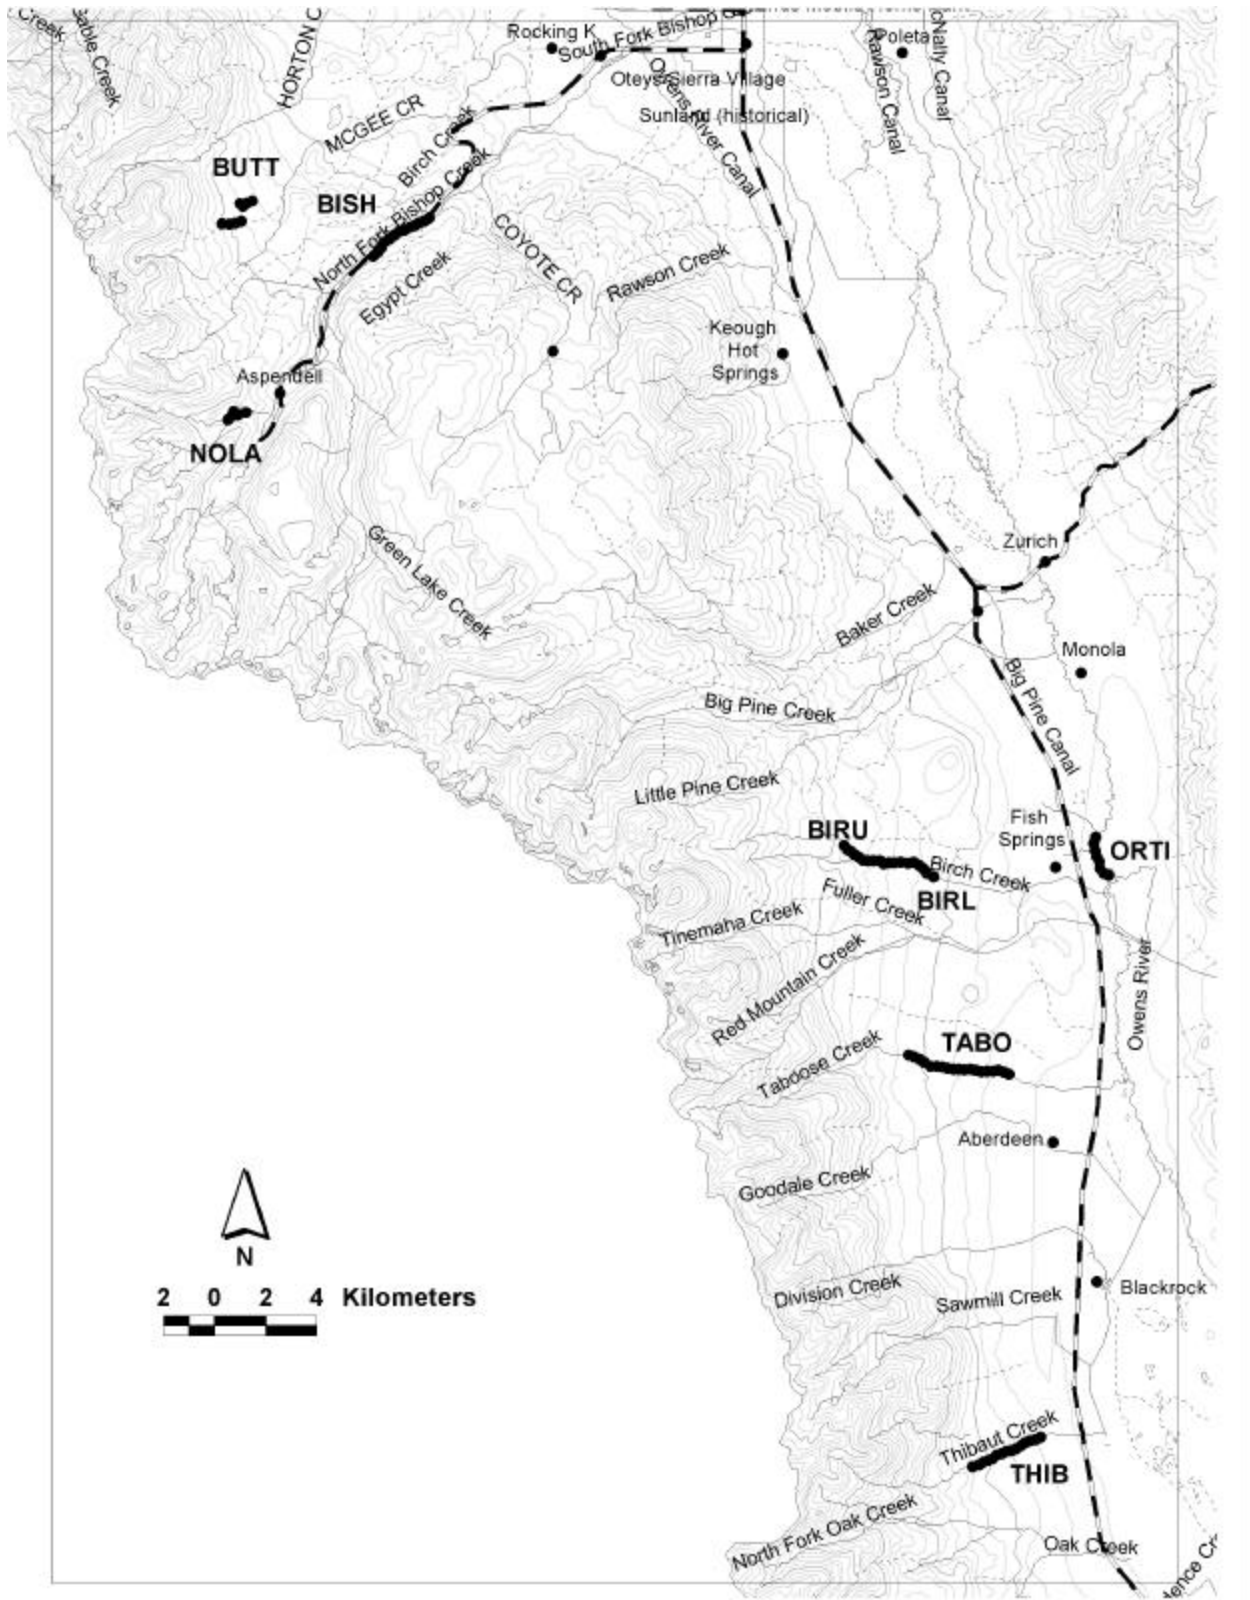 Creek
HORTON C
Rocking K
South Fork Bishop C
Poleta
Rawson Canal
cNally Canal
Oteys Sierra Village
Owens River Canal
Sunland (historical)
MCGEE CR
Birch Creek
BUTT
BISH
North Fork Bishop Creek
Egypt Creek
COYOTE CR
Rawson Creek
Keough
Hot
Springs
Aspendell
NOLA
Green Lake Creek
Zurich
Baker Creek
Monola
Big Pine Canal
Big Pine Creek
Little Pine Creek
BIRU
Fish
Springs
ORTI
Birch Creek
BIRL
Fuller Creek
Tinemaha Creek
Red Mountain Creek
Owens River
TABO
Taboose Creek
Aberdeen
Goodale Creek
N
2 0 2 4 Kilometers
Division Creek
Sawmill Creek
Blackrock
Thibaut Creek
THIB
North Fork Oak Creek
Oak Creek